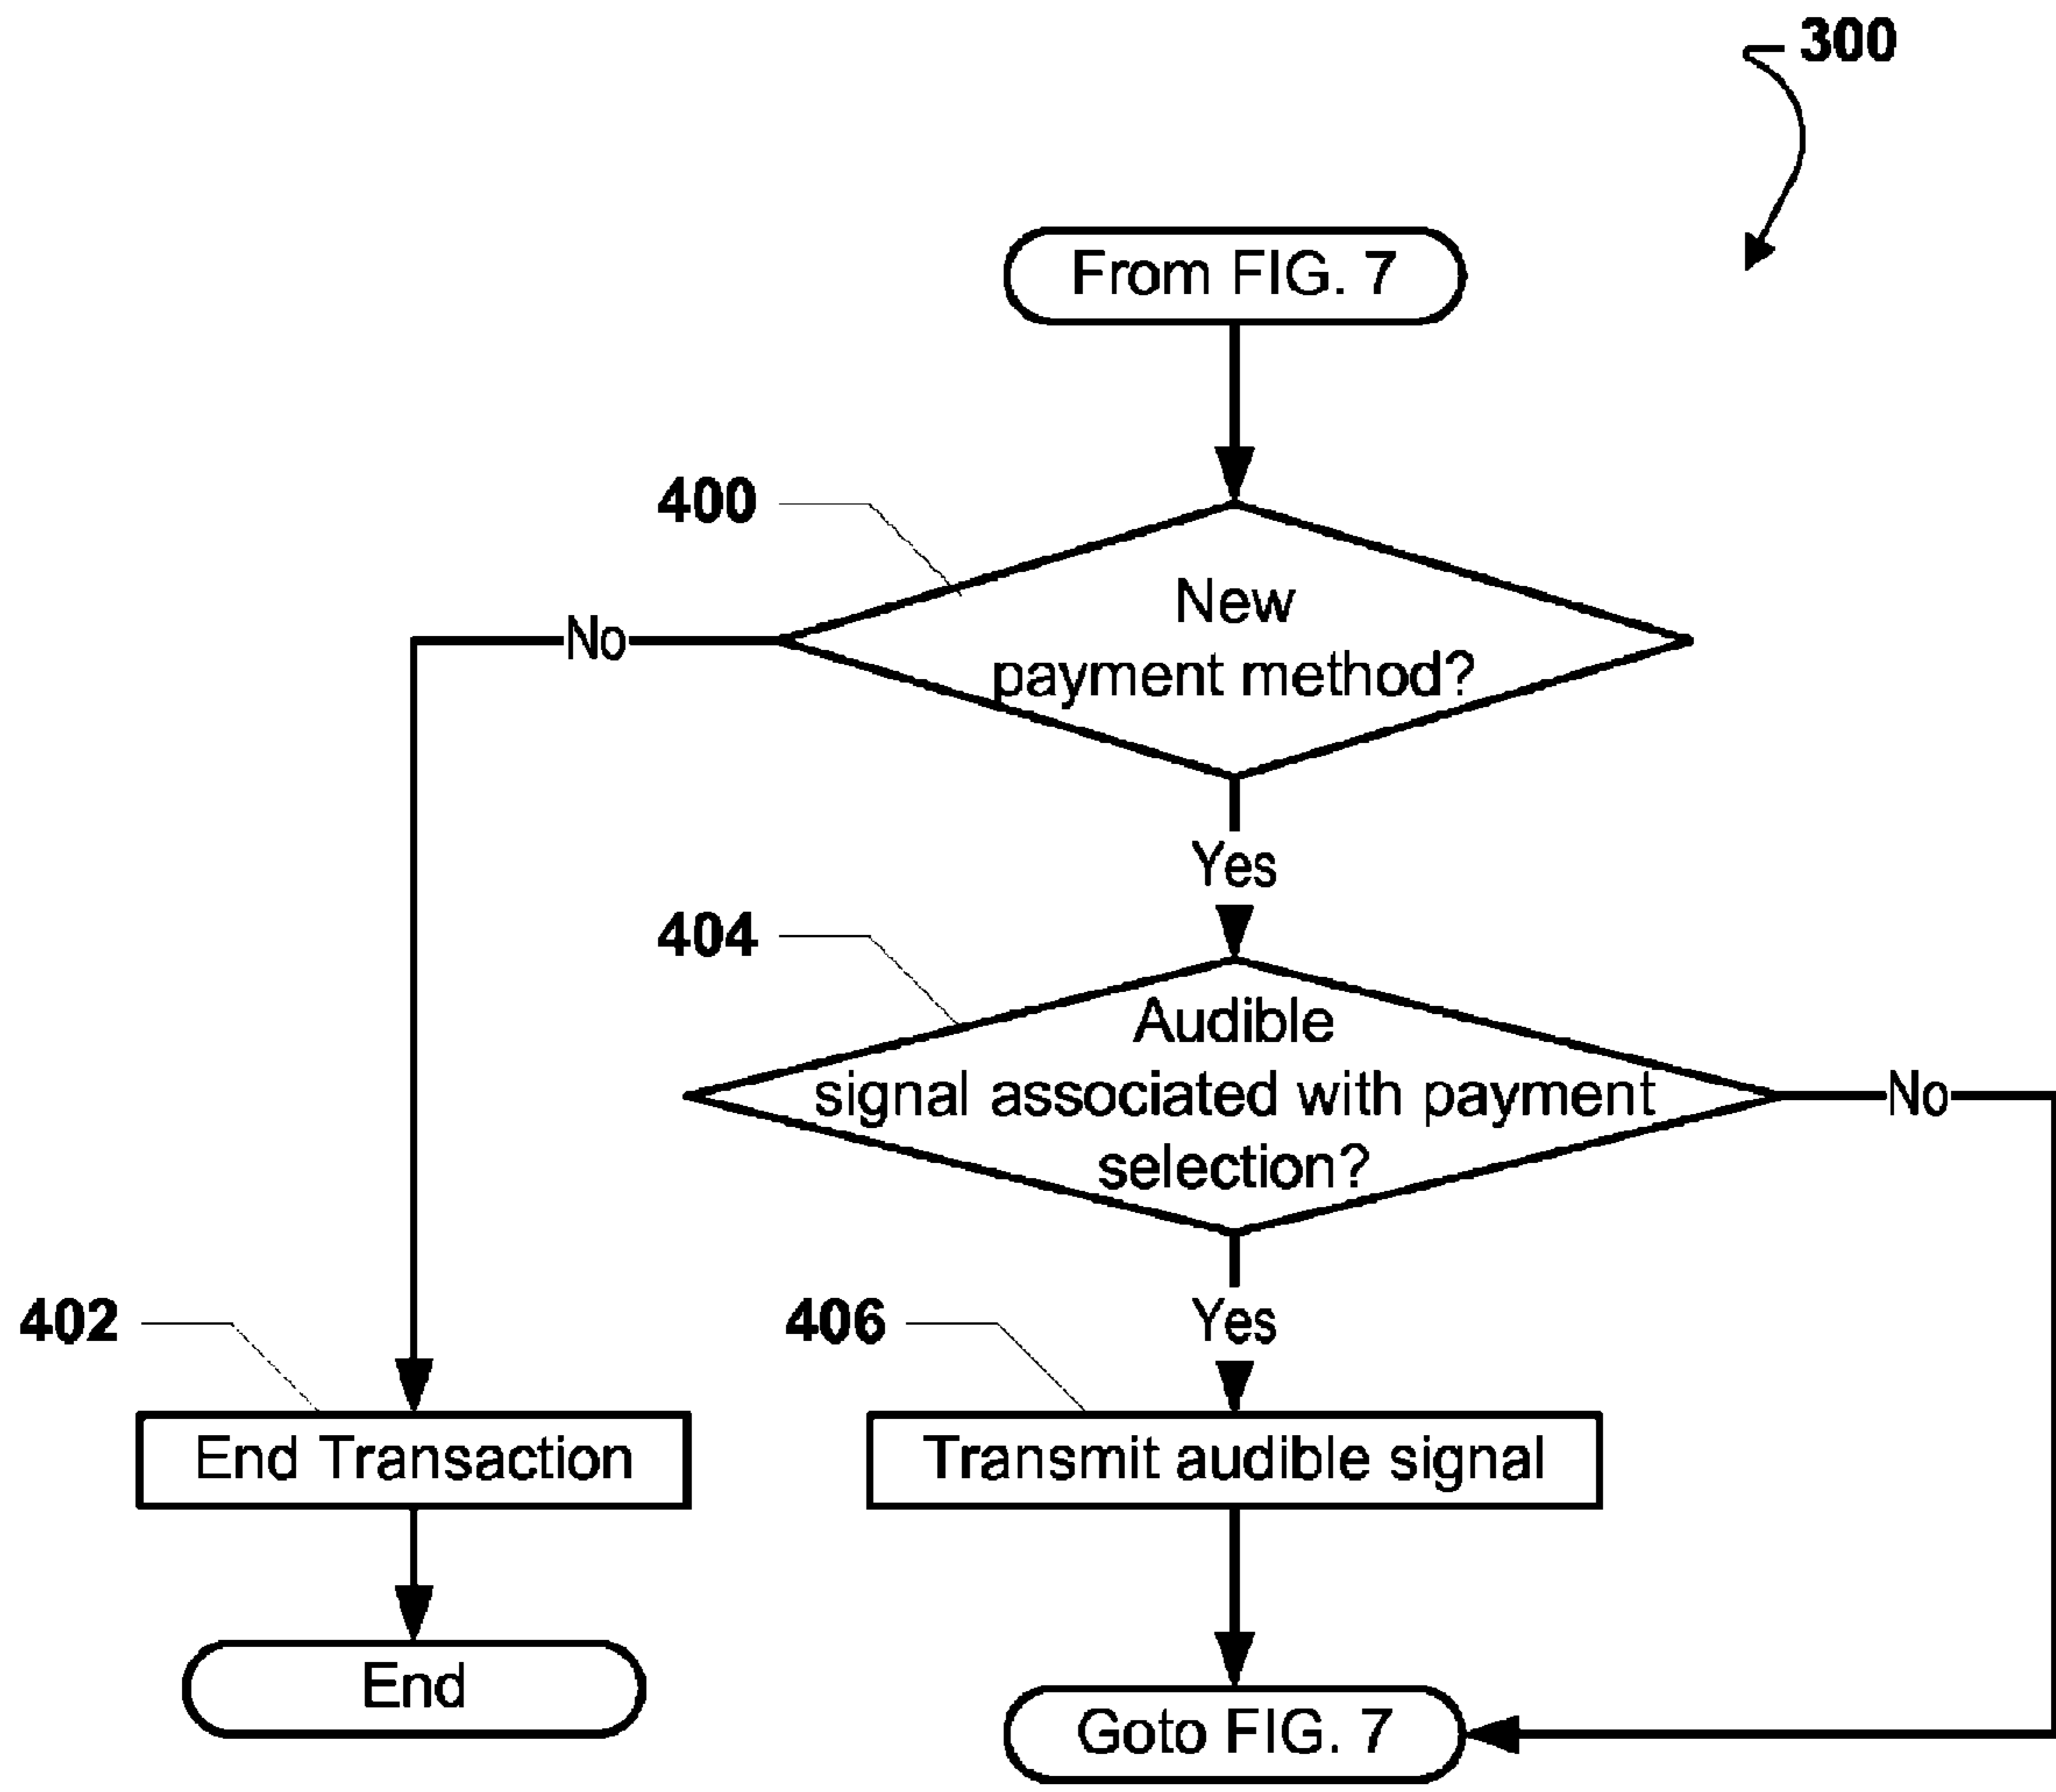 300
From FIG. 7
400
New
payment method?
No
Yes
404
Audible
signal associated with payment
selection?
No
Yes
402
406
End Transaction
Transmit audible signal
End
Goto FIG. 7